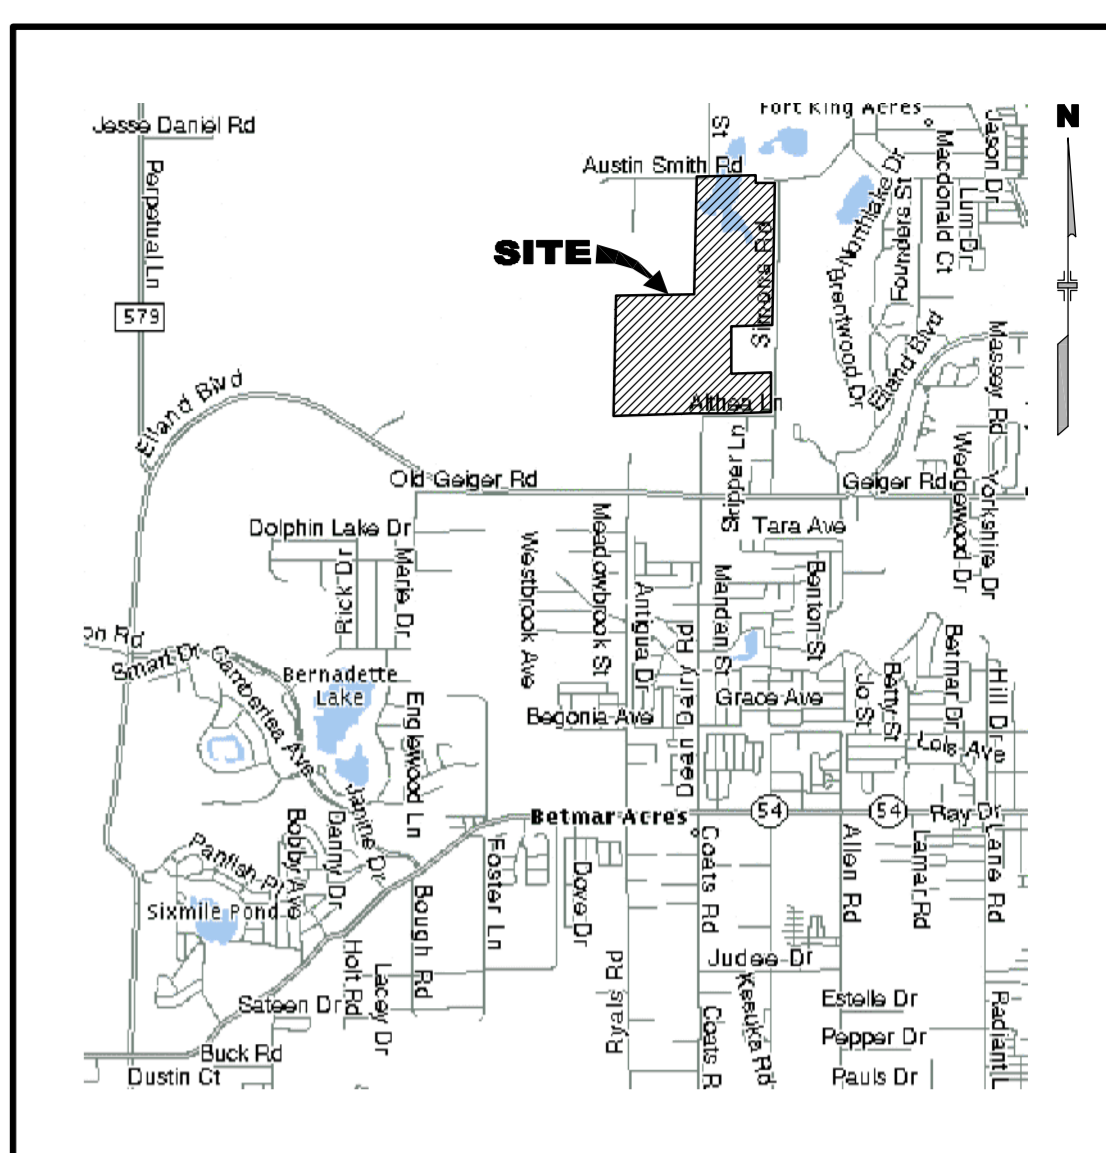 Fort King Acres
N
Jesse Daniel Rd
St
Jason Dr
Macdonald Ct
Austin Smith Rd
Northlake Dr
Founders St
Lum Dr
Perpetual Ln
SITE
Simons Rd
Brentwood Dr
579
Eiland Blvd
Massey Rd
Eiland Blvd
Althea Ln
Skipper Ln
Old Geiger Rd
Geiger Rd
Wedgewood Dr
Yorkshire Dr
Dolphin Lake Dr
Tara Ave
Rick Dr
Marie Dr
Westbrook Ave
Meadowbrook St
Antigua Dr
Mandan St
Benton St
on Rd
Smart Dr
Gambertea Ave
Bernadette
Lake
Englewood Ln
Begonia Ave
Dean Dairy Rd
Grace Ave
Jo St
Betty St
Betmar Dr
Hill Dr
Lois Ave
Betmar Acres
54
54
Ray Dr
Janine Dr
Danny Dr
Bobby Ave
Panfish Pl
Sixmile Pond
Bough Rd
Foster Ln
Dove Dr
Coats Rd
Allen Rd
Lamar Rd
Lane Rd
Holt Rd
Lacey Dr
Ryals Rd
Judee Dr
Kasuka Rd
Sateen Dr
Estelle Dr
Radiant L
Buck Rd
Coats R
Pepper Dr
Dustin Ct
Pauls Dr